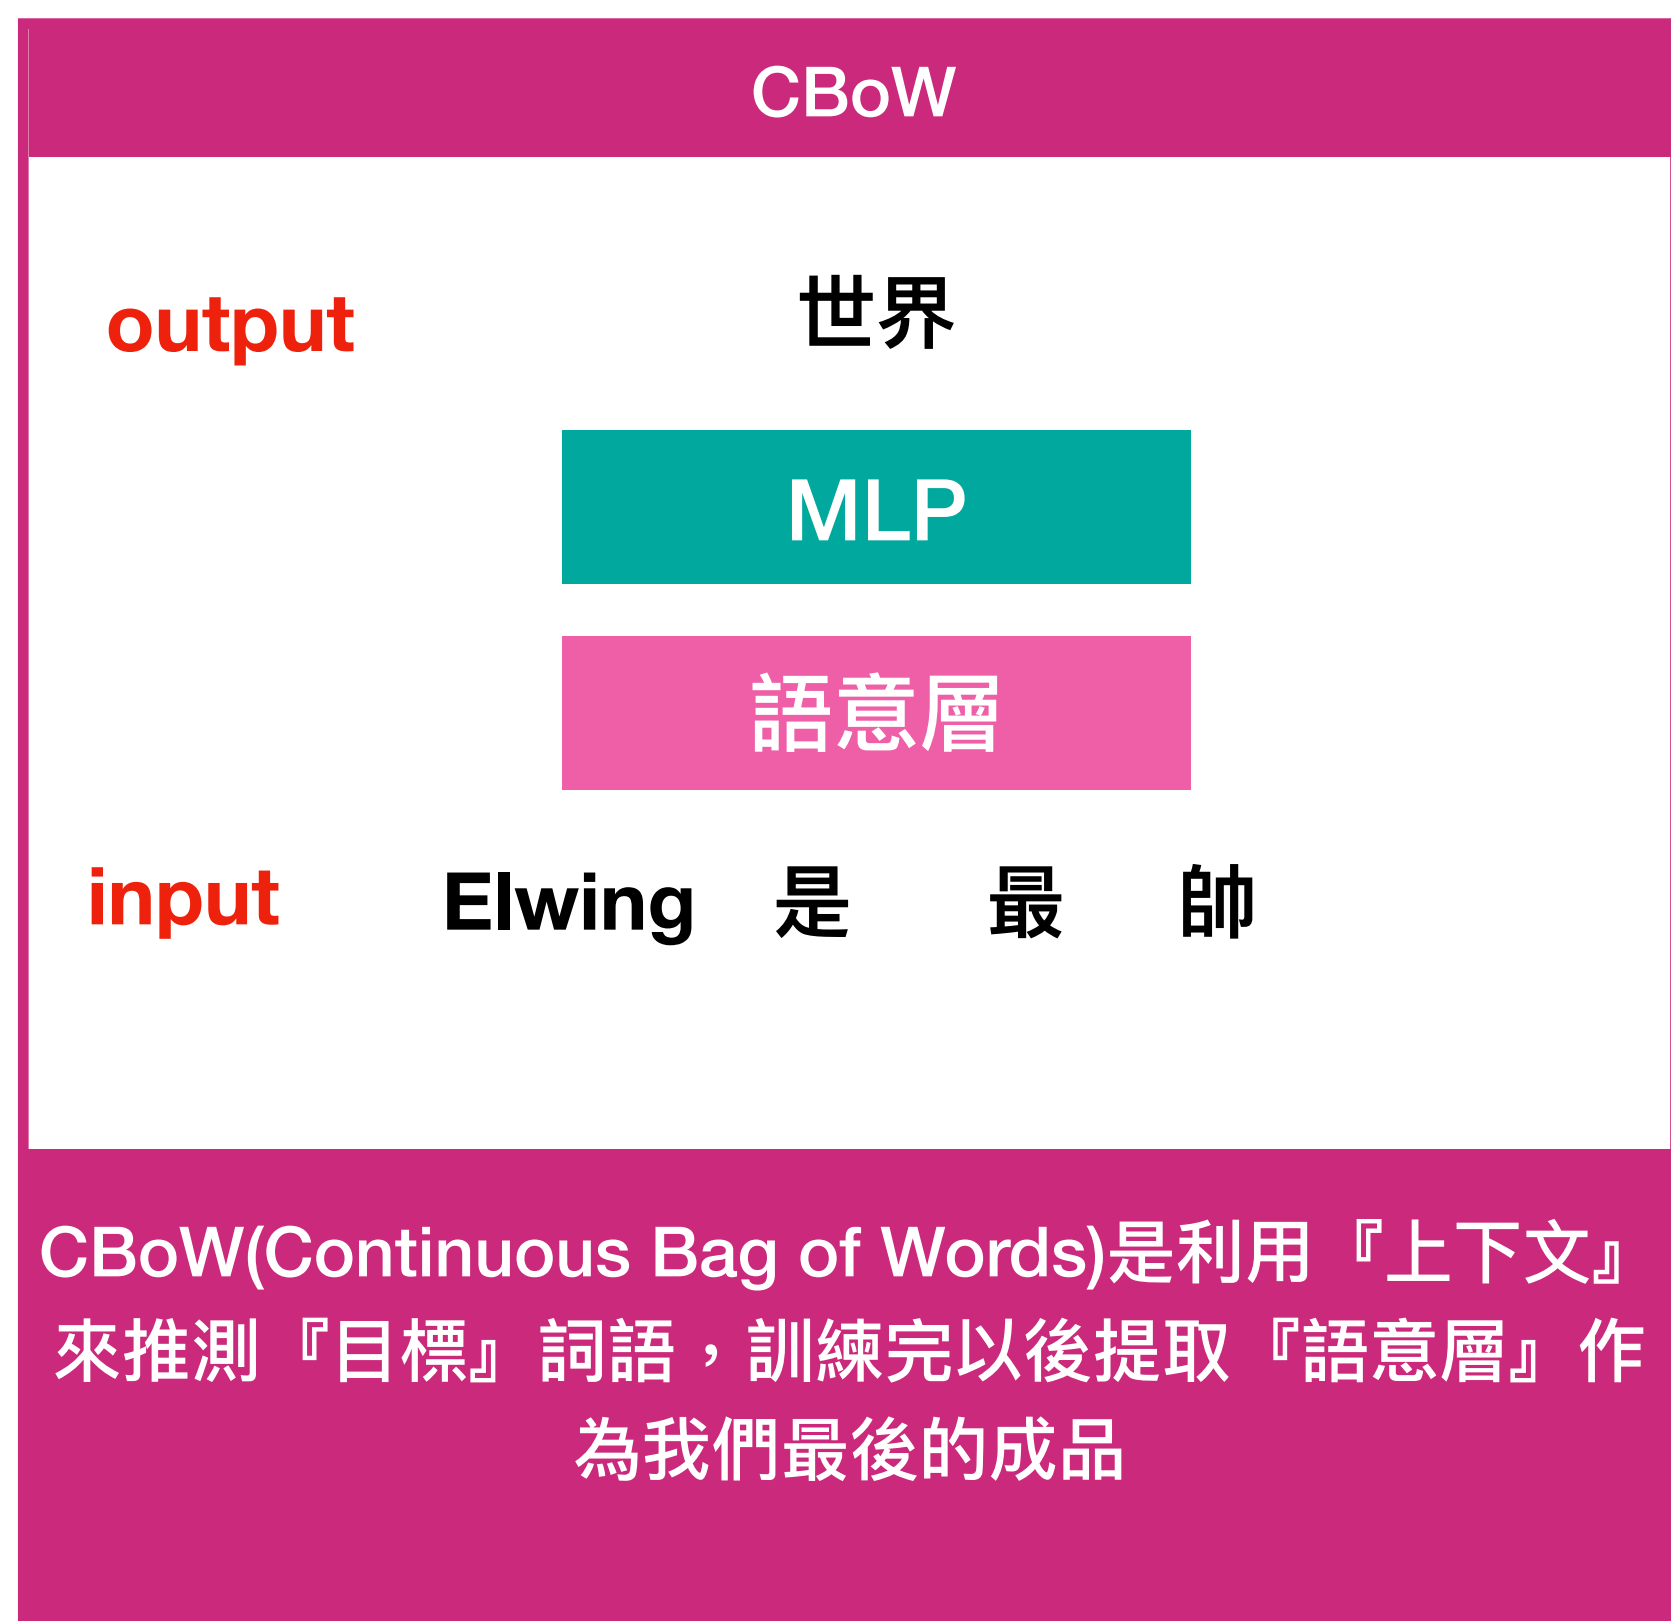 CBoW
output
世界
MLP
語意層
input
Elwing 是 最 帥
CBoW(Continuous Bag of Words)是利用『上下文』
來推測『目標』詞語，訓練完以後提取『語意層』作
為我們最後的成品